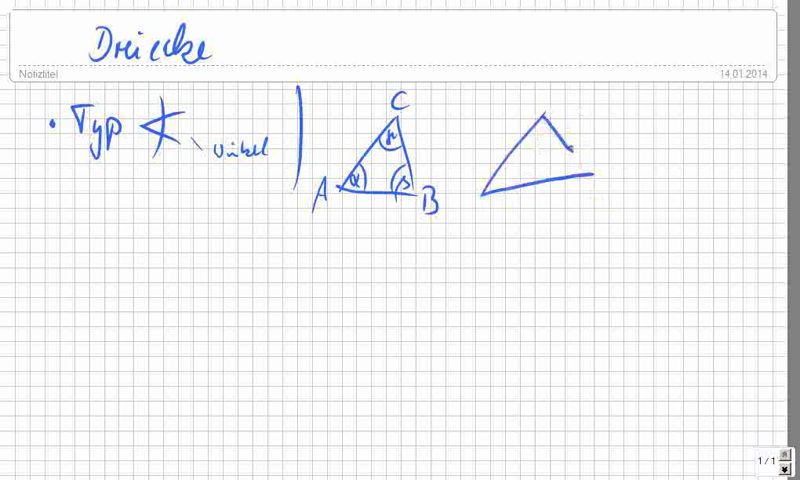 Dreiecke
Notiztitel
14.01.2014
• Typ ∢
Winkel
C
γ
α
β
A
B
1/1